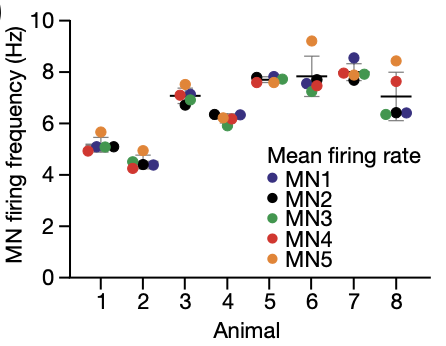 )
MN firing frequency (Hz)
10
8
6
4
2
0
Mean firing rate
MN1
MN2
MN3
MN4
MN5
1 2 3 4 5 6 7 8
Animal